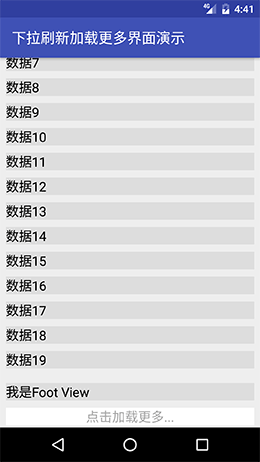 4G 4:41
下拉刷新加载更多界面演示
数据7
数据8
数据9
数据10
数据11
数据12
数据13
数据14
数据15
数据16
数据17
数据18
数据19
我是Foot View
点击加载更多...